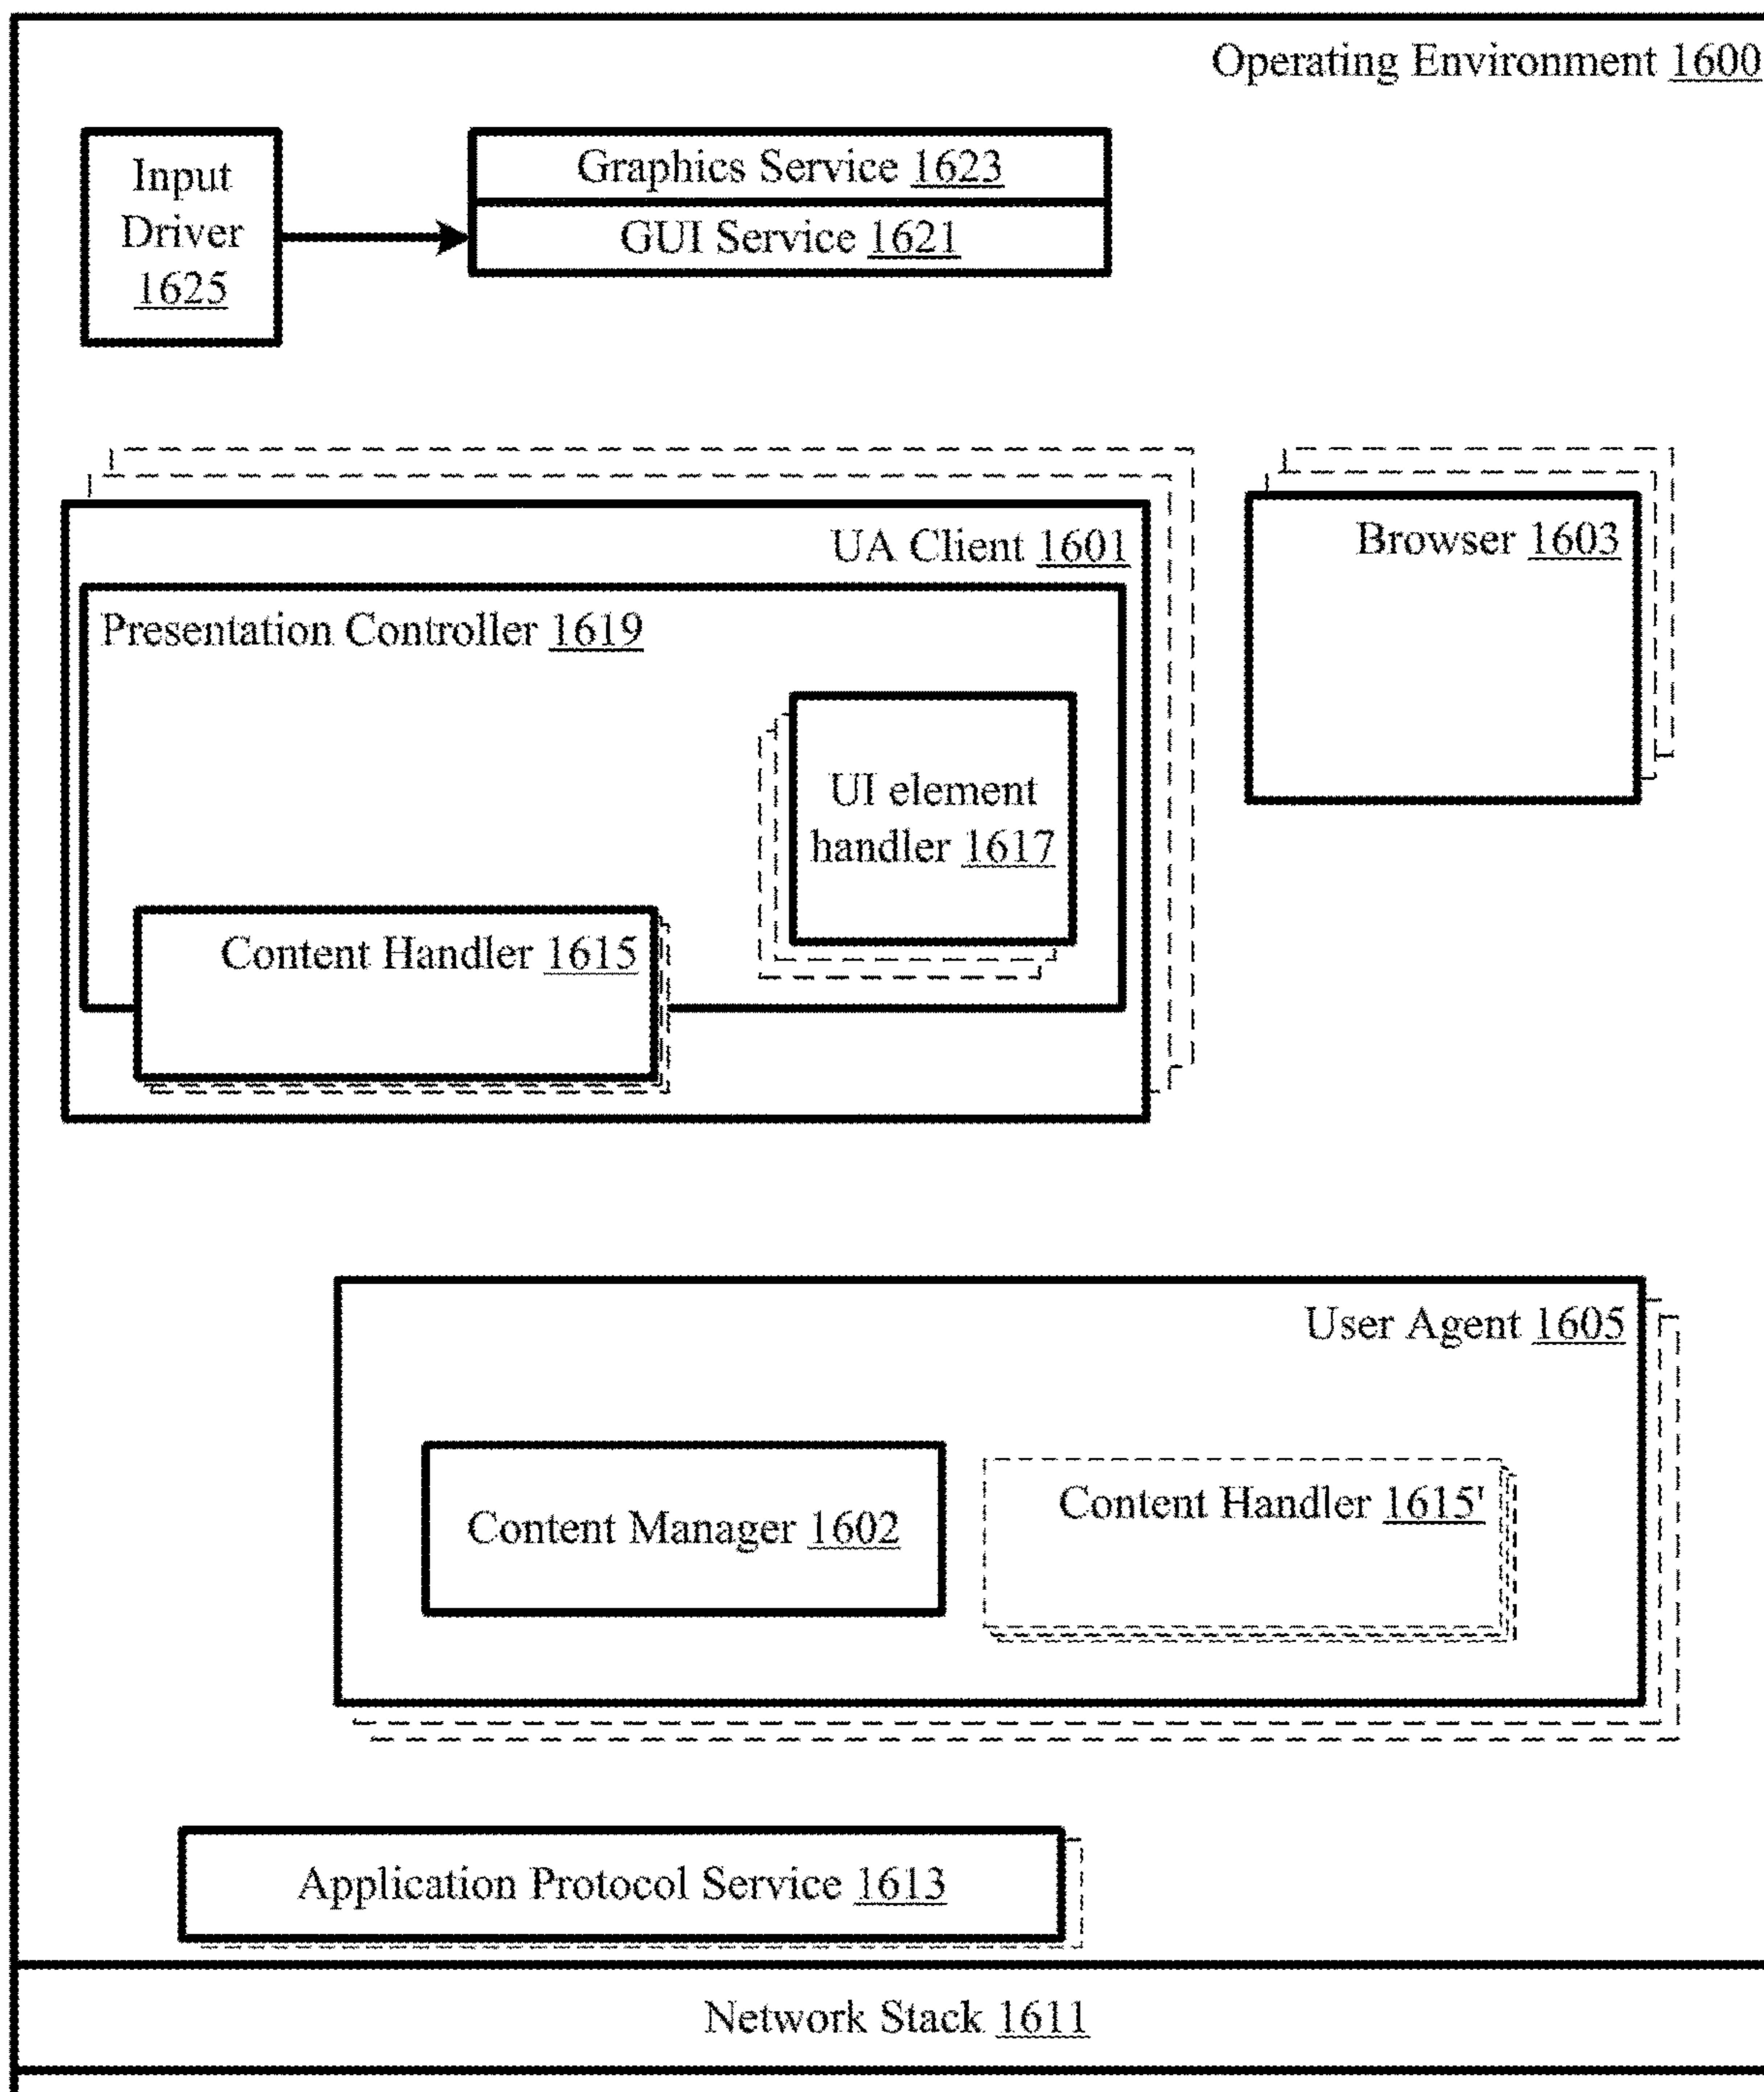 Operating Environment 1600
Input
Driver
1625
Graphics Service 1623
GUI Service 1621
UA Client 1601
Browser 1603
Presentation Controller 1619
UI element
handler 1617
Content Handler 1615
User Agent 1605
Content Manager 1602
Content Handler 1615'
Application Protocol Service 1613
Network Stack 1611